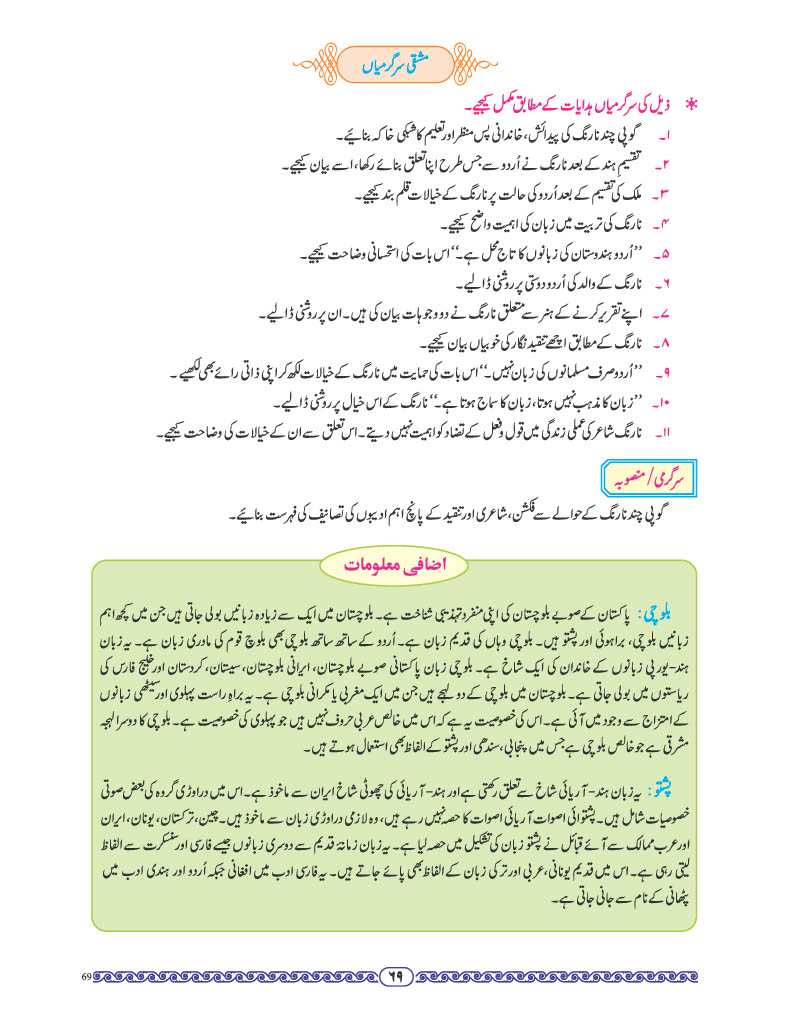 مشقی سرگرمیاں
* ذیل کی سرگرمیاں ہدایات کے مطابق مکمل کیجیے۔
۱۔ گوپی چند نارنگ کی پیدائش، خاندانی پس منظر اور تعلیم کا شبکی خاکہ بنائیے۔
۲۔ تقسیمِ ہند کے بعد نارنگ نے اُردو سے جس طرح اپنا تعلق بنائے رکھا، اسے بیان کیجیے۔
۳۔ ملک کی تقسیم کے بعد اُردو کی حالت پر نارنگ کے خیالات قلم بند کیجیے۔
۴۔ نارنگ کی تربیت میں زبان کی اہمیت واضح کیجیے۔
۵۔ ”اُردو ہندوستان کی زبانوں کا تاج محل ہے۔“ اس بات کی استحسانی وضاحت کیجیے۔
۶۔ نارنگ کے والد کی اُردو دوستی پر روشنی ڈالیے۔
۷۔ اپنے تقریر کرنے کے ہنر سے متعلق نارنگ نے دو وجوہات بیان کی ہیں۔ ان پر روشنی ڈالیے۔
۸۔ نارنگ کے مطابق اچھے تنقید نگار کی خوبیاں بیان کیجیے۔
۹۔ ”اُردو صرف مسلمانوں کی زبان نہیں۔“ اس بات کی حمایت میں نارنگ کے خیالات لکھ کر اپنی ذاتی رائے بھی لکھیے۔
۱۰۔ ”زبان کا مذہب نہیں ہوتا، زبان کا سماج ہوتا ہے۔“ نارنگ کے اس خیال پر روشنی ڈالیے۔
۱۱۔ نارنگ شاعر کی عملی زندگی میں قول و فعل کے تضاد کو اہمیت نہیں دیتے۔ اس تعلق سے ان کے خیالات کی وضاحت کیجیے۔
سرگرمی / منصوبہ
گوپی چند نارنگ کے حوالے سے فکشن، شاعری اور تنقید کے پانچ اہم ادیبوں کی تصانیف کی فہرست بنائیے۔
اضافی معلومات
بلوچی: پاکستان کے صوبے بلوچستان کی اپنی منفرد تہذیبی شناخت ہے۔ بلوچستان میں ایک سے زیادہ زبانیں بولی جاتی ہیں جن میں کچھ اہم
زبانیں بلوچی، براہوئی اور پشتو ہیں۔ بلوچی وہاں کی قدیم زبان ہے۔ اُردو کے ساتھ ساتھ بلوچی بھی بلوچ قوم کی مادری زبان ہے۔ یہ زبان
ہند-یورپی زبانوں کے خاندان کی ایک شاخ ہے۔ بلوچی زبان پاکستانی صوبے بلوچستان، ایرانی بلوچستان، سیستان، کردستان اور خلیج فارس کی
ریاستوں میں بولی جاتی ہے۔ بلوچستان میں بلوچی کے دو لہجے ہیں جن میں ایک مغربی یا مکرانی بلوچی ہے۔ یہ براہِ راست پہلوی اور سیتھی زبانوں
کے امتزاج سے وجود میں آئی ہے۔ اس کی خصوصیت یہ ہے کہ اس میں خالص عربی حروف نہیں ہیں جو پہلوی کی خصوصیت ہے۔ بلوچی کا دوسرا لہجہ
مشرقی ہے جو خالص بلوچی ہے جس میں پنجابی، سندھی اور پشتو کے الفاظ بھی استعمال ہوتے ہیں۔
پشتو: یہ زبان ہند-آریائی شاخ سے تعلق رکھتی ہے اور ہند-آریائی کی چھوٹی شاخ ایران سے ماخوذ ہے۔ اس میں دراوڑی گروہ کی بعض صوتی
خصوصیات شامل ہیں۔ پشتوائی اصوات آریائی اصوات کا حصہ نہیں رہے ہیں، وہ لازمی دراوڑی زبان سے ماخوذ ہیں۔ چین، ترکستان، یونان، ایران
اور عرب ممالک سے آئے قبائل نے پشتو زبان کی تشکیل میں حصہ لیا ہے۔ یہ زبان زمانۂ قدیم سے دوسری زبانوں جیسے فارسی اور سنسکرت سے الفاظ
لیتی رہی ہے۔ اس میں قدیم یونانی، عربی اور ترکی زبان کے الفاظ بھی پائے جاتے ہیں۔ یہ فارسی ادب میں افغانی جبکہ اُردو اور ہندی ادب میں
پٹھانی کے نام سے جانی جاتی ہے۔
۶۹
69